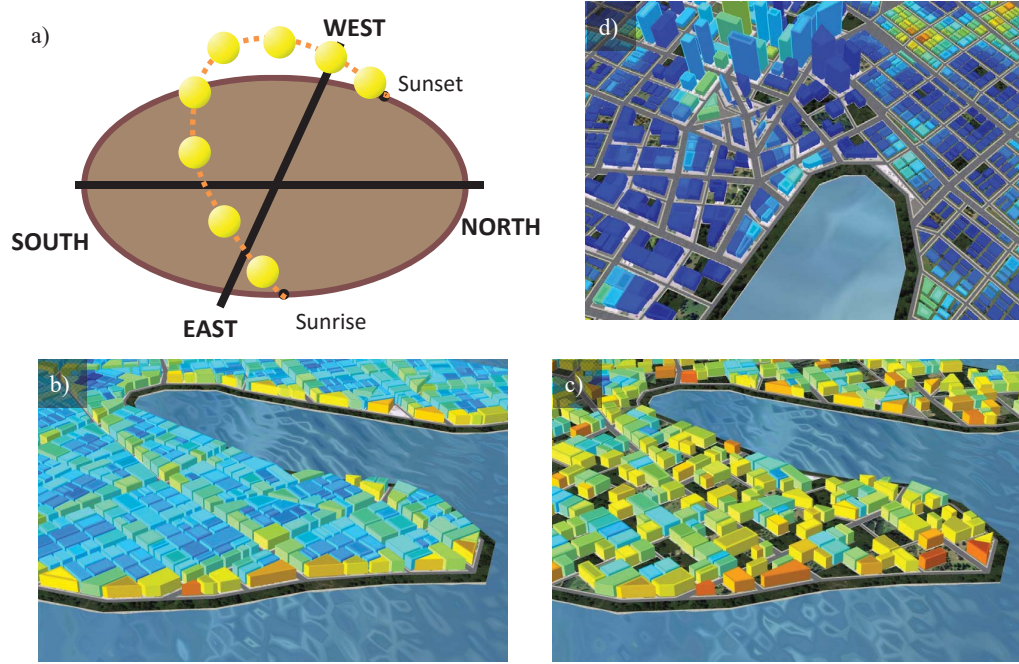 a)
WEST
Sunset
SOUTH
NORTH
EAST
Sunrise
d)
b)
c)